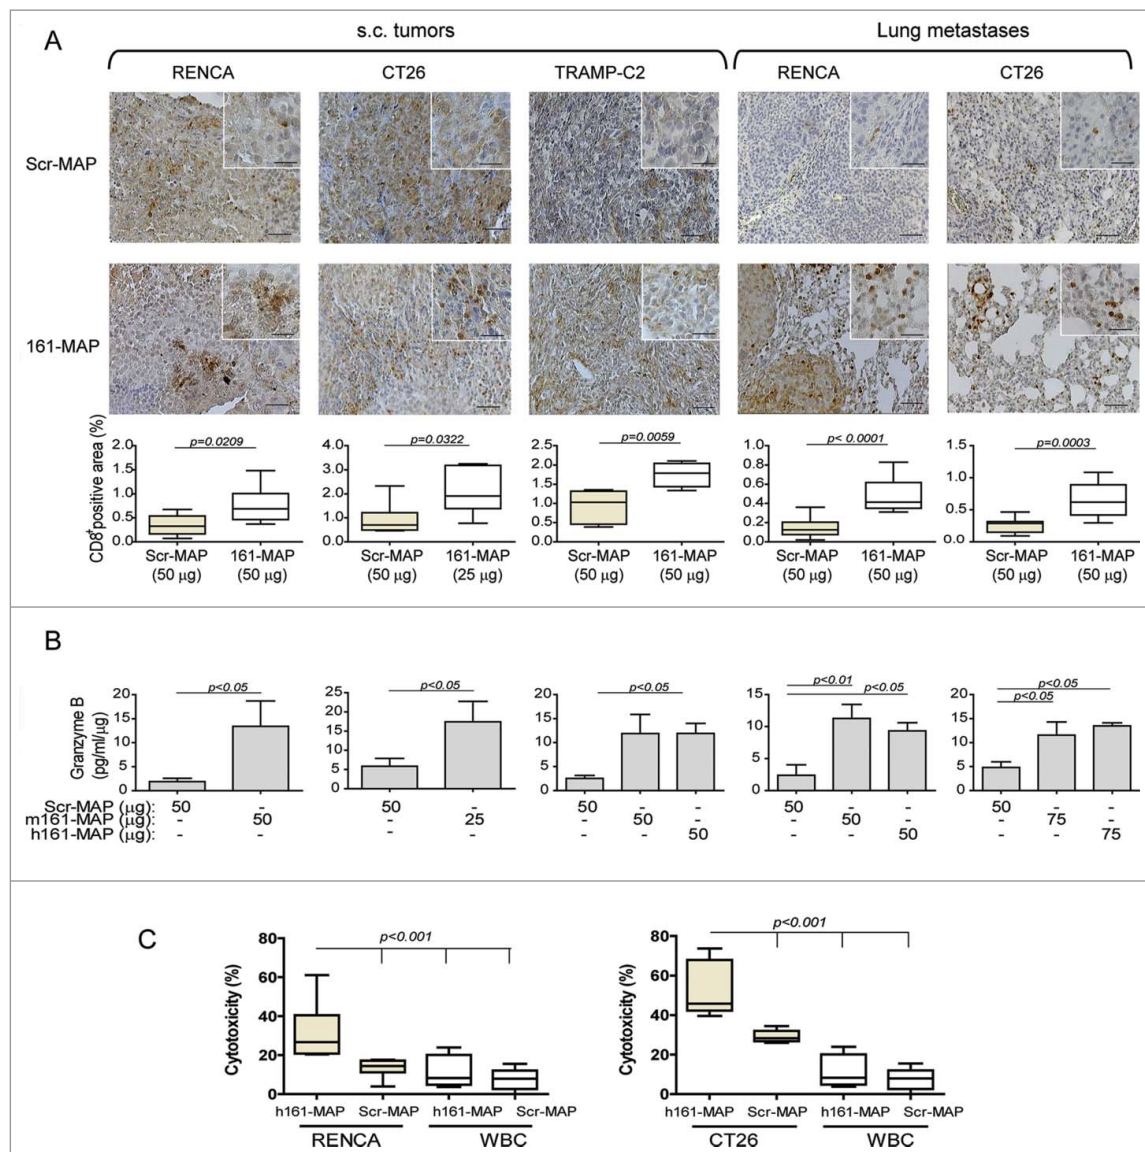 A
s.c. tumors
Lung metastases
RENCA
CT26
TRAMP-C2
RENCA
CT26
Scr-MAP
161-MAP
CD8+positive area (%)
2.0
1.5
1.0
0.5
0.0
p=0.0209
Scr-MAP
(50 µg)
161-MAP
(50 µg)
4.0
3.0
2.0
1.0
0.0
p=0.0322
Scr-MAP
(50 µg)
161-MAP
(25 µg)
2.5
2.0
1.5
1.0
0.5
0.0
p=0.0059
Scr-MAP
(50 µg)
161-MAP
(50 µg)
1.0
0.8
0.6
0.4
0.2
0.0
p< 0.0001
Scr-MAP
(50 µg)
161-MAP
(50 µg)
1.5
1.0
0.5
0.0
p=0.0003
Scr-MAP
(50 µg)
161-MAP
(50 µg)
B
Granzyme B
(pg/ml/µg)
20
15
10
5
0
p<0.05
25
20
15
10
5
0
p<0.05
20
15
10
5
0
p<0.05
15
10
5
0
p<0.01
p<0.05
20
15
10
5
0
p<0.05
p<0.05
Scr-MAP (µg): 50 - 50 - 50 - - 50 - - 50 - -
m161-MAP (µg): - 50 - 25 - 50 - - 50 - - 75 -
h161-MAP (µg): - - - - - - 50 - - 50 - - 75
C
Cytotoxicity (%)
80
60
40
20
0
p<0.001
h161-MAP Scr-MAP h161-MAP Scr-MAP
RENCA WBC
Cytotoxicity (%)
80
60
40
20
0
p<0.001
h161-MAP Scr-MAP h161-MAP Scr-MAP
CT26 WBC